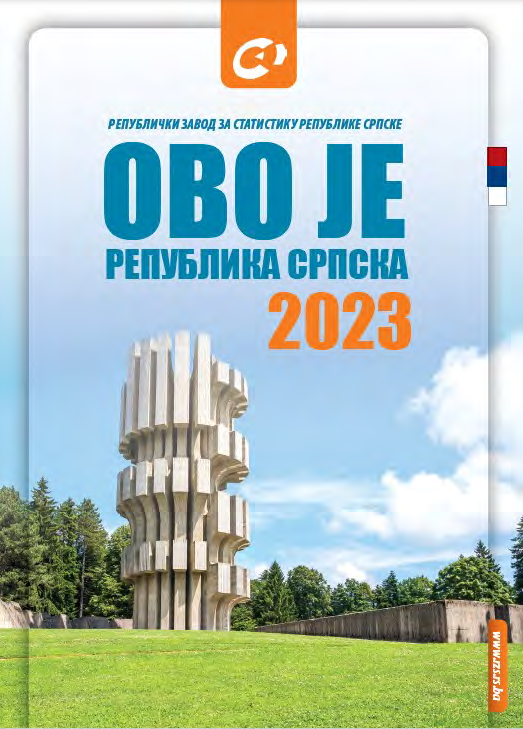 РЕПУБЛИЧКИ ЗАВОД ЗА СТАТИСТИКУ РЕПУБЛИКЕ СРПСКЕ
ОВО ЈЕ
РЕПУБЛИКА СРПСКА
2023
www.rzs.rs.ba